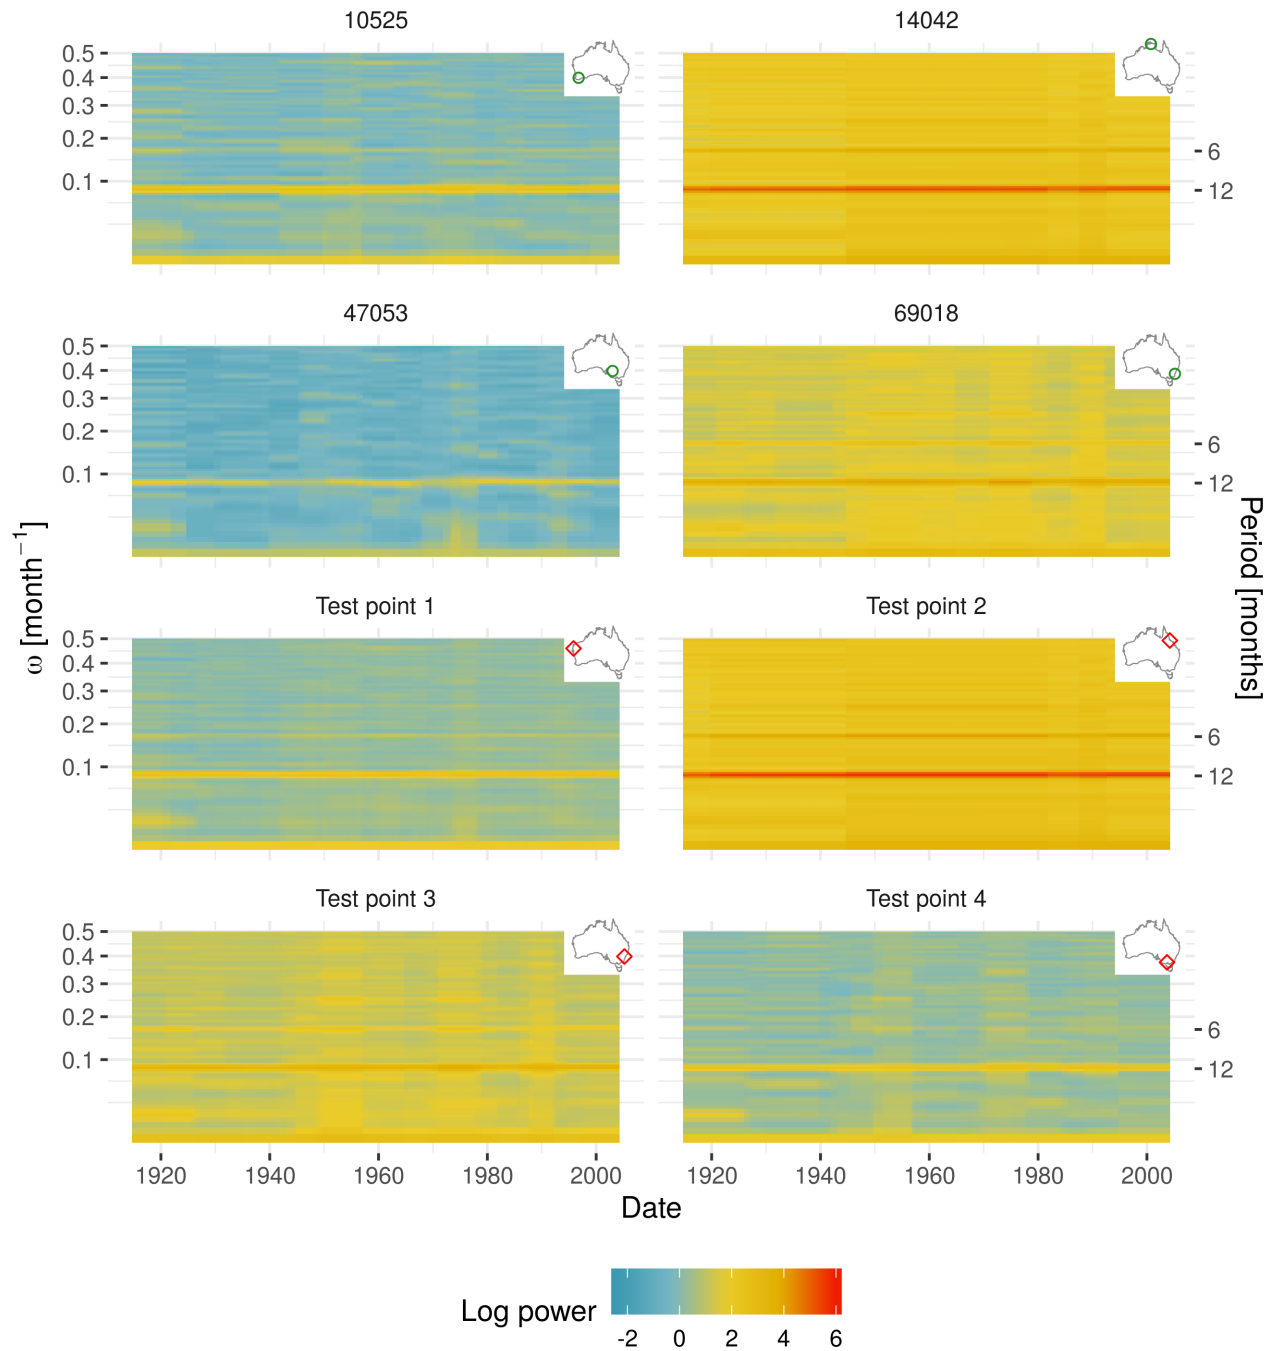 10525
14042
0.5
0.4
0.3
0.2
0.1
6
12
47053
69018
0.5
0.4
0.3
0.2
0.1
6
12
ω [month⁻¹]
Period [months]
Test point 1
Test point 2
0.5
0.4
0.3
0.2
0.1
6
12
Test point 3
Test point 4
0.5
0.4
0.3
0.2
0.1
6
12
1920 1940 1960 1980 2000
1920 1940 1960 1980 2000
Date
Log power
-2 0 2 4 6